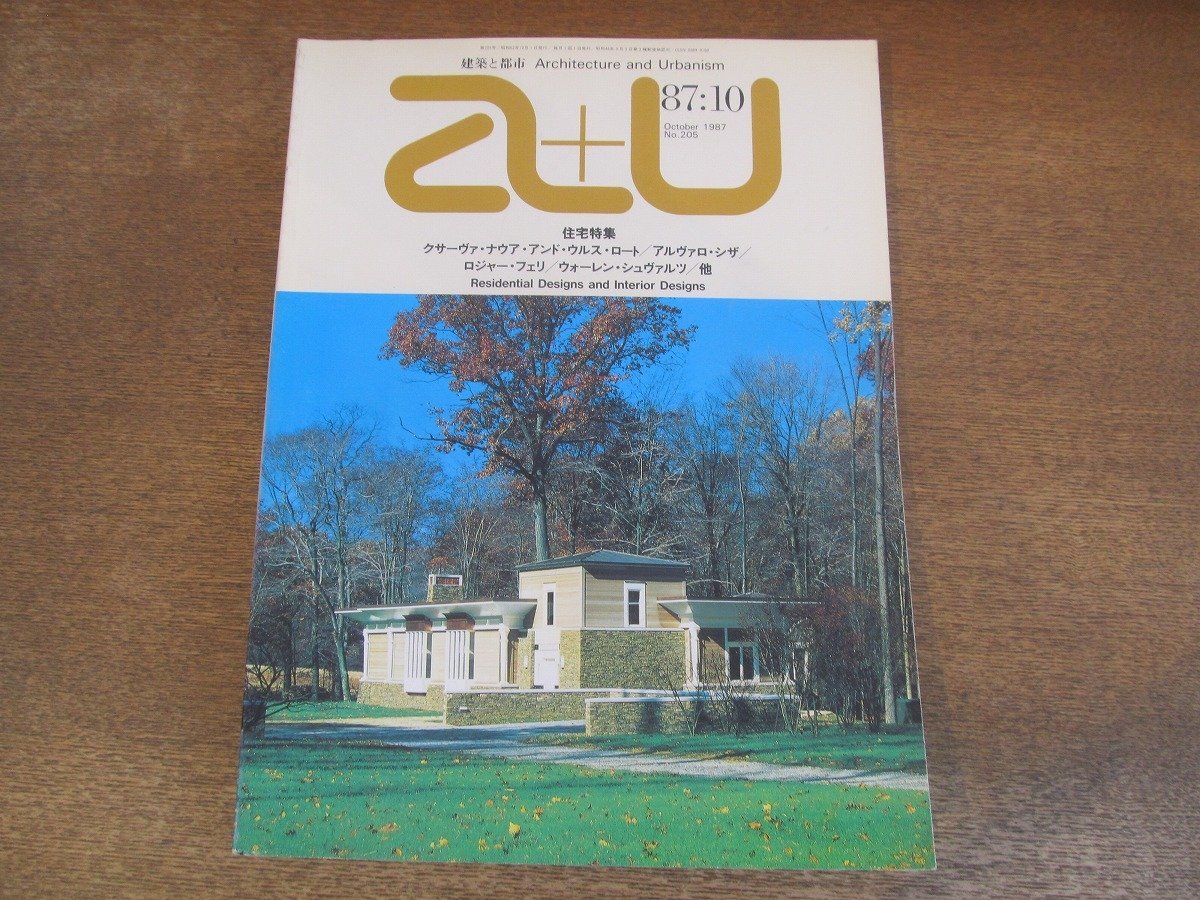 建築と都市 Architecture and Urbanism
a+u
87:10
October 1987
No.205
住宅特集
クサーヴァ・ナウア・アンド・ウルス・ロート/アルヴァロ・シザ/
ロジャー・フェリ/ウォーレン・シュヴァルツ/他
Residential Designs and Interior Designs